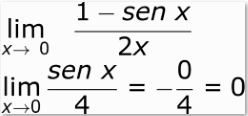 lim x→ 0 (1 – sen x)/(2x)
lim x→0 (sen x)/4 = – 0/4 = 0